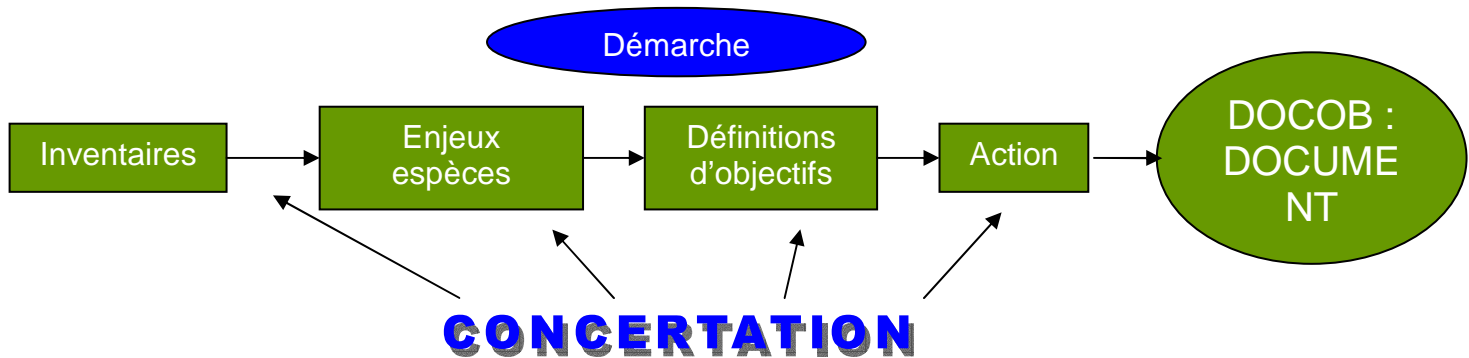 Démarche
Inventaires
Enjeux
espèces
Définitions
d'objectifs
Action
DOCOB :
DOCUME
NT
CONCERTATION